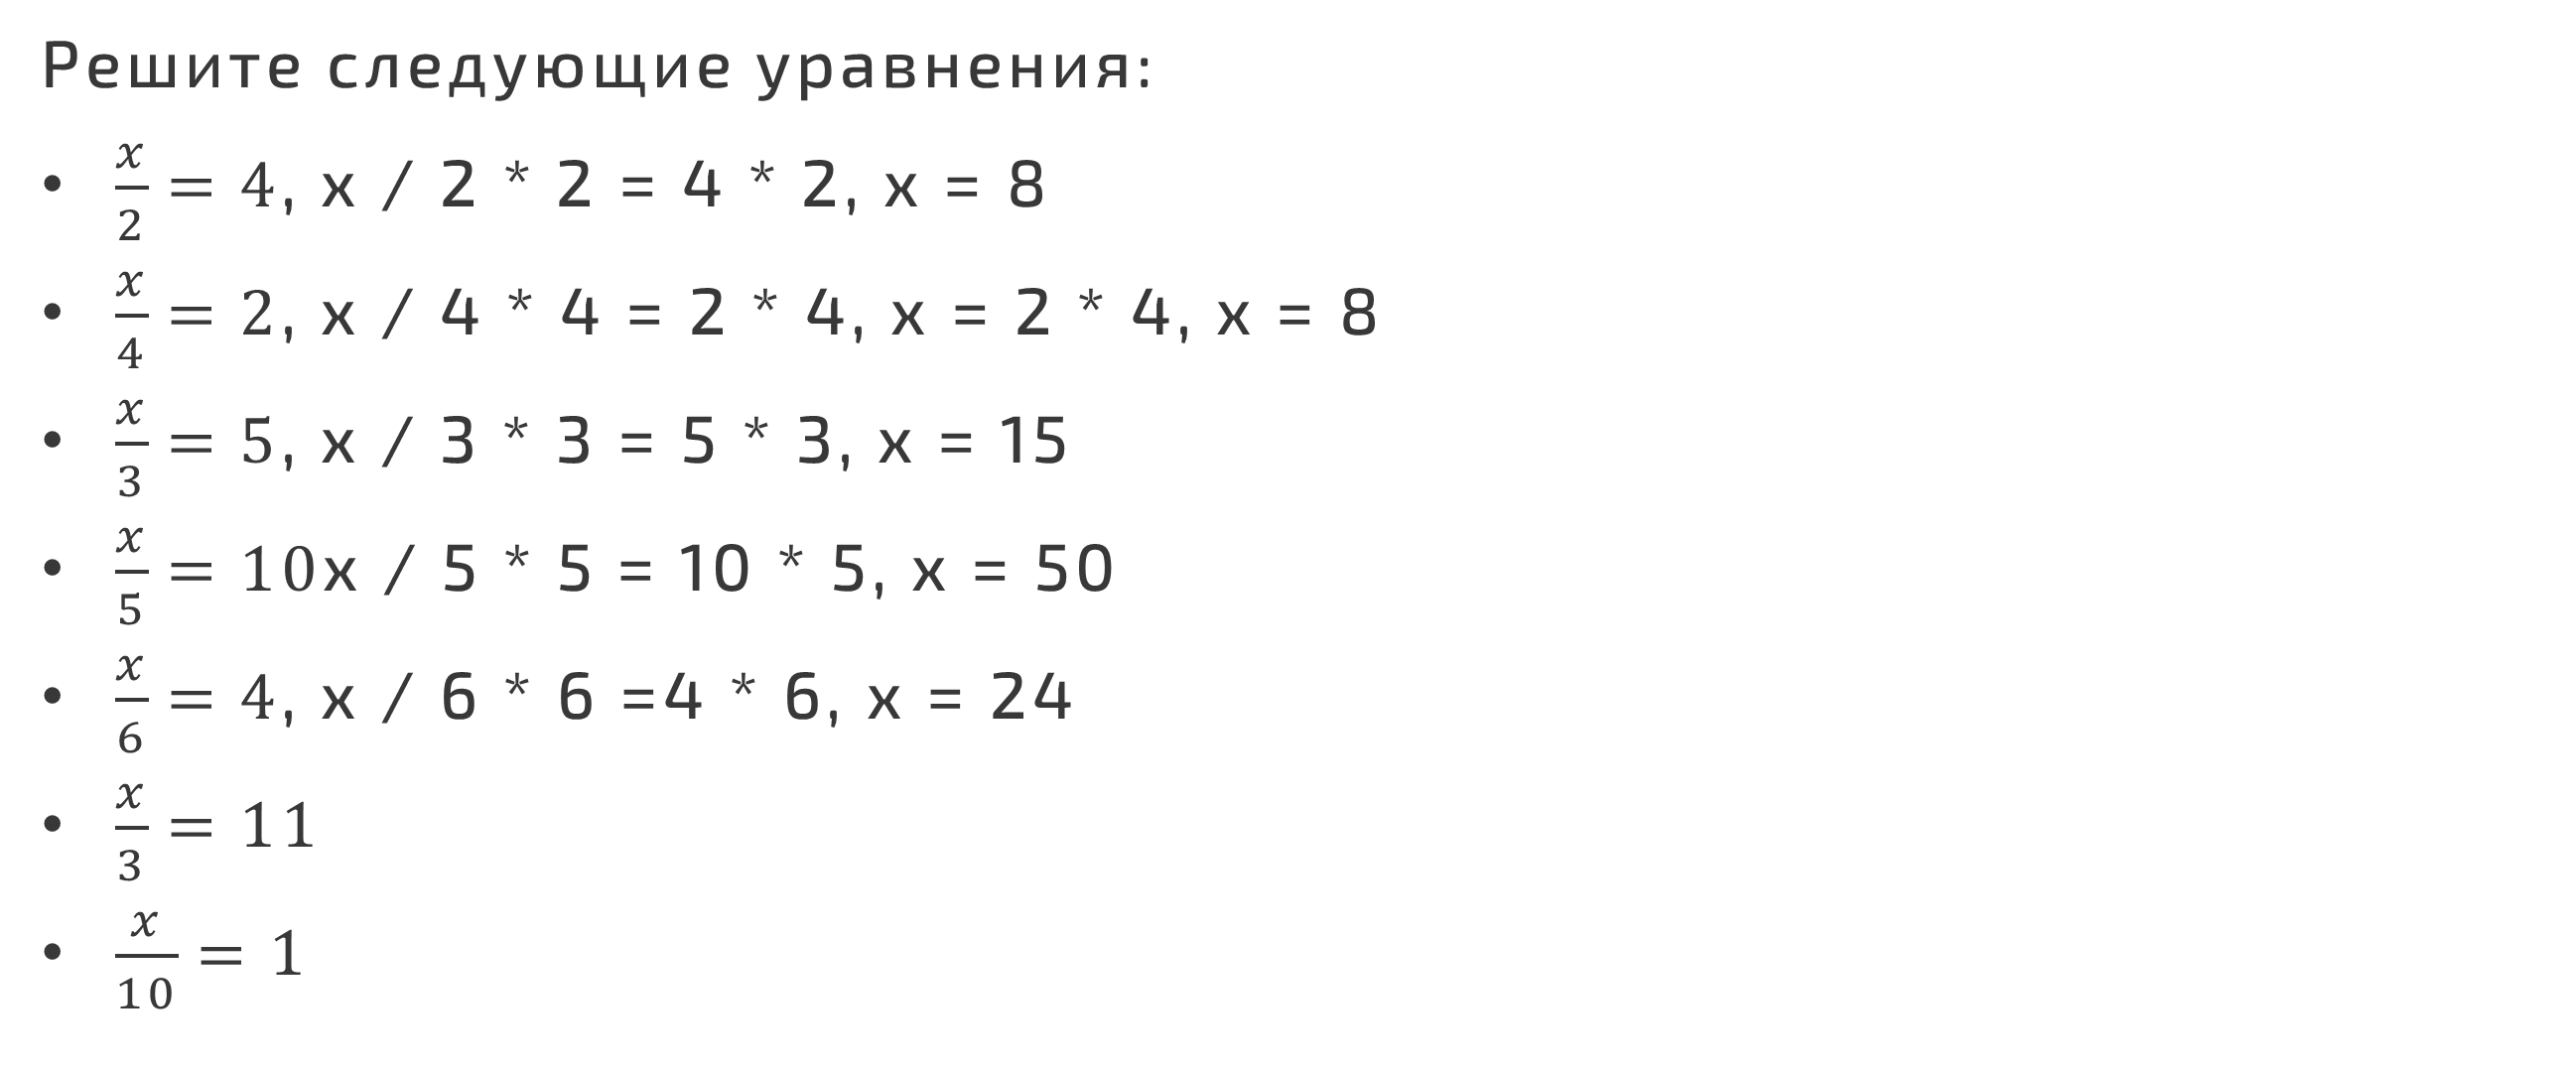 Решите следующие уравнения:
• x/2 = 4, x / 2 * 2 = 4 * 2, x = 8
• x/4 = 2, x / 4 * 4 = 2 * 4, x = 2 * 4, x = 8
• x/3 = 5, x / 3 * 3 = 5 * 3, x = 15
• x/5 = 10x / 5 * 5 = 10 * 5, x = 50
• x/6 = 4, x / 6 * 6 =4 * 6, x = 24
• x/3 = 11
• x/10 = 1